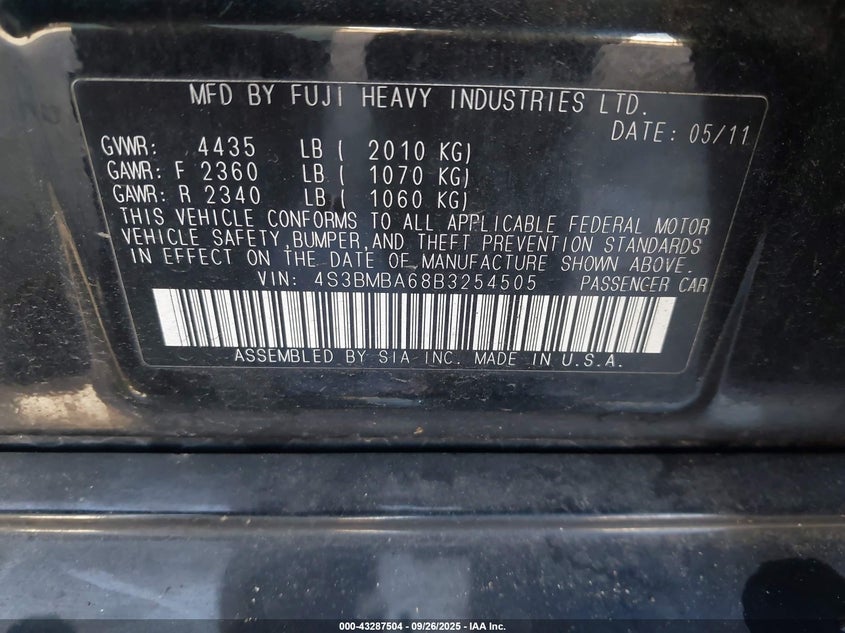 MFD BY FUJI HEAVY INDUSTRIES LTD.
DATE: 05/11
GVWR: 4435 LB ( 2010 KG)
GAWR: F 2360 LB ( 1070 KG)
GAWR: R 2340 LB ( 1060 KG)
THIS VEHICLE CONFORMS TO ALL APPLICABLE FEDERAL MOTOR
VEHICLE SAFETY, BUMPER, AND THEFT PREVENTION STANDARDS
IN EFFECT ON THE DATE OF MANUFACTURE SHOWN ABOVE.
VIN: 4S3BMBA68B3254505 PASSENGER CAR
ASSEMBLED BY SIA INC. MADE IN U.S.A.
000-43287504 - 09/26/2025 - IAA Inc.